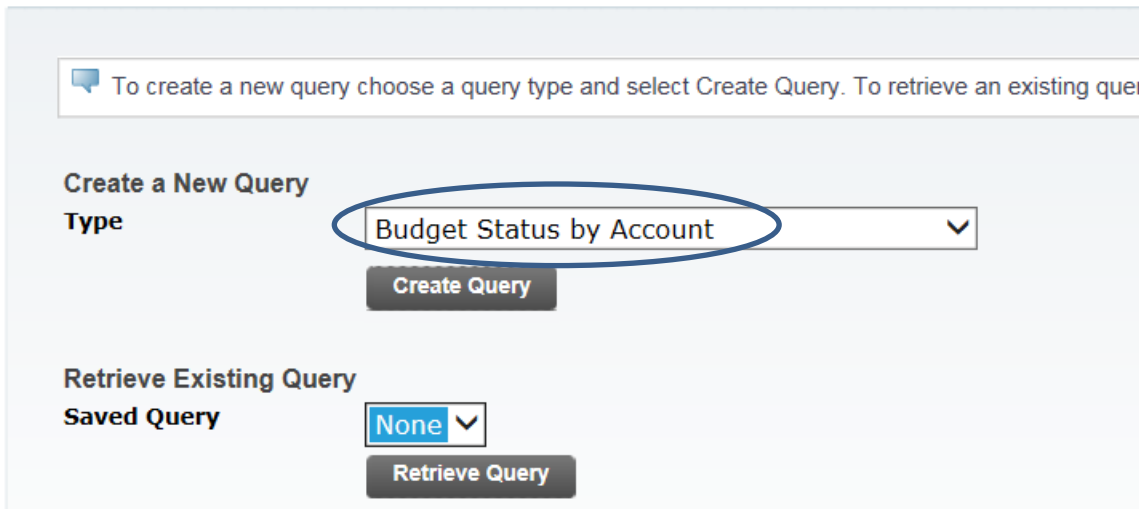 To create a new query choose a query type and select Create Query. To retrieve an existing
Create a New Query
Type
Budget Status by Account
Create Query
Retrieve Existing Query
Saved Query
None
Retrieve Query